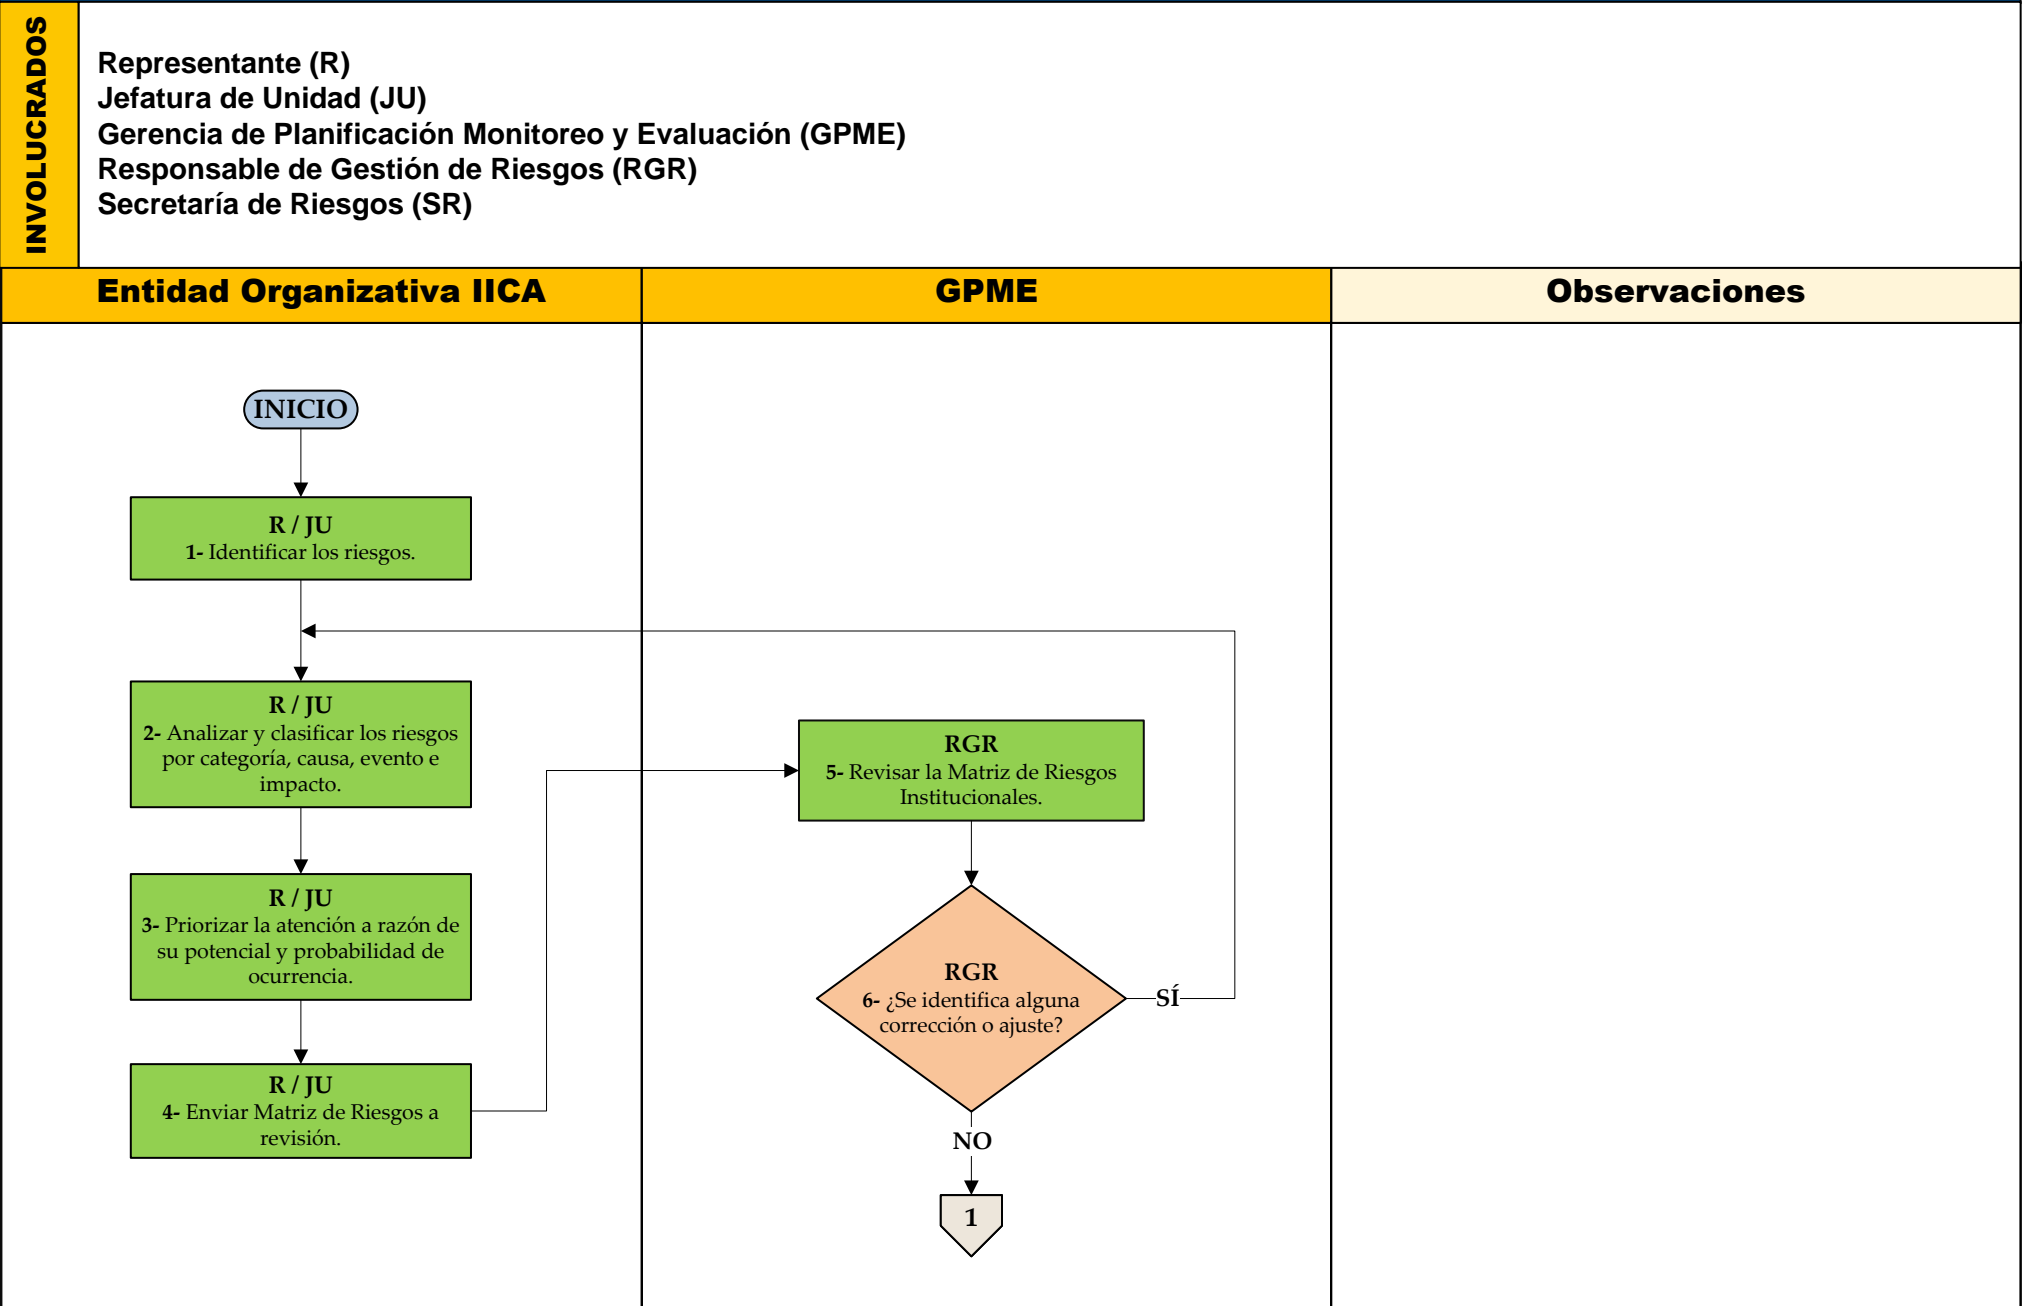 INVOLUCRADOS
Representante (R)
Jefatura de Unidad (JU)
Gerencia de Planificación Monitoreo y Evaluación (GPME)
Responsable de Gestión de Riesgos (RGR)
Secretaría de Riesgos (SR)
Entidad Organizativa IICA
GPME
Observaciones
INICIO
R / JU
1- Identificar los riesgos.
R / JU
2- Analizar y clasificar los riesgos
por categoría, causa, evento e
impacto.
R / JU
3- Priorizar la atención a razón de
su potencial y probabilidad de
ocurrencia.
R / JU
4- Enviar Matriz de Riesgos a
revisión.
RGR
5- Revisar la Matriz de Riesgos
Institucionales.
RGR
6- ¿Se identifica alguna
corrección o ajuste?
SÍ
NO
1